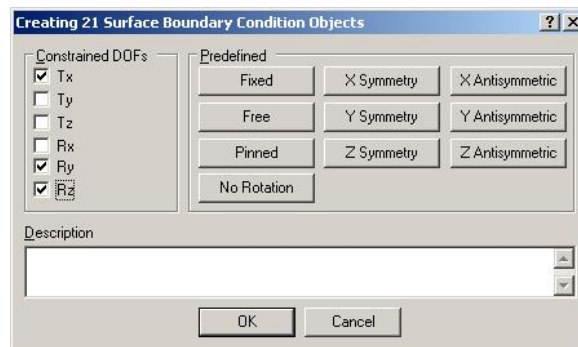 Creating 21 Surface Boundary Condition Objects
Constrained DOFs
Tx
Ty
Tz
Rx
Ry
Rz
Predefined
Fixed X Symmetry X Antisymmetric
Free Y Symmetry Y Antisymmetric
Pinned Z Symmetry Z Antisymmetric
No Rotation
Description
OK Cancel